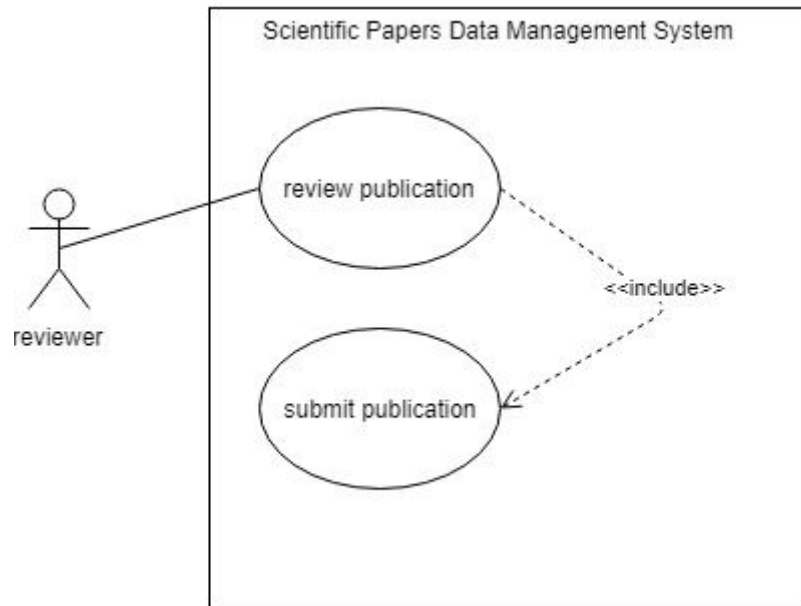 Scientific Papers Data Management System
review publication
<<include>>
reviewer
submit publication